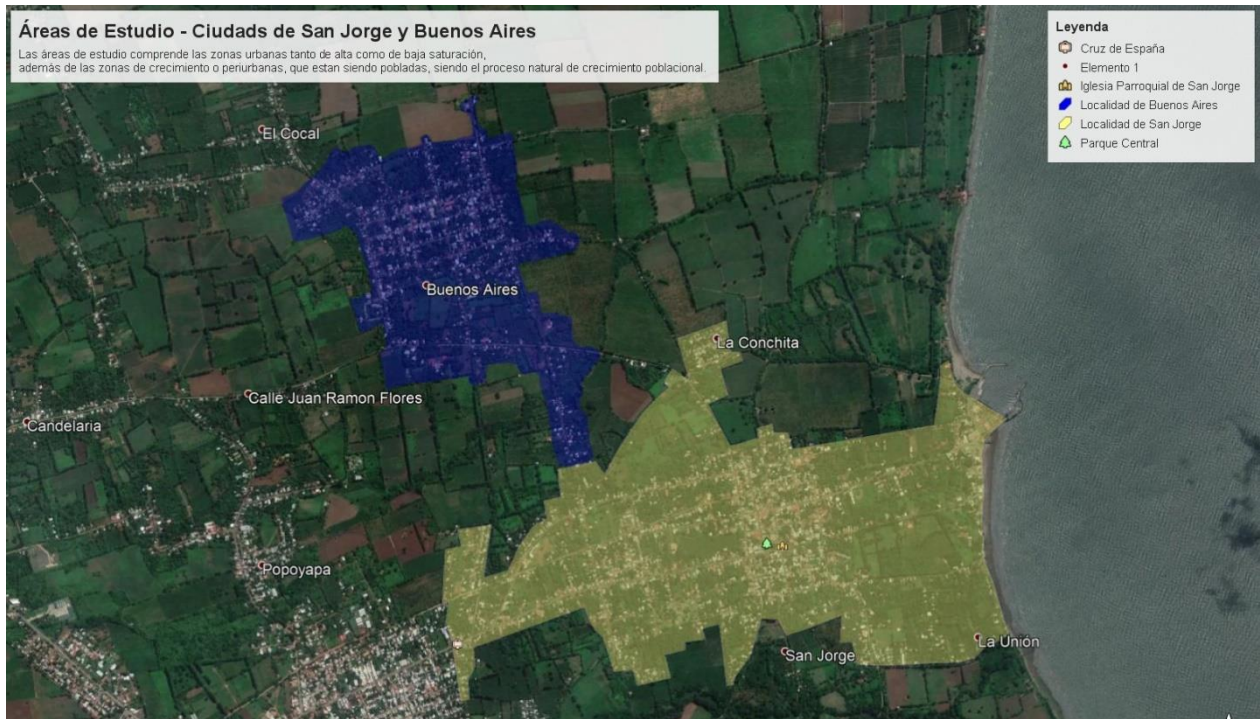 Áreas de Estudio - Ciudads de San Jorge y Buenos Aires
Las áreas de estudio comprende las zonas urbanas tanto de alta como de baja saturación,
además de las zonas de crecimiento o periurbanas, que estan siendo pobladas, siendo el proceso natural de crecimiento poblacional.
Leyenda
Cruz de España
Elemento 1
Iglesia Parroquial de San Jorge
Localidad de Buenos Aires
Localidad de San Jorge
Parque Central
El Cocal
Buenos Aires
La Conchita
Calle Juan Ramon Flores
Candelaria
Popoyapa
San Jorge
La Unión